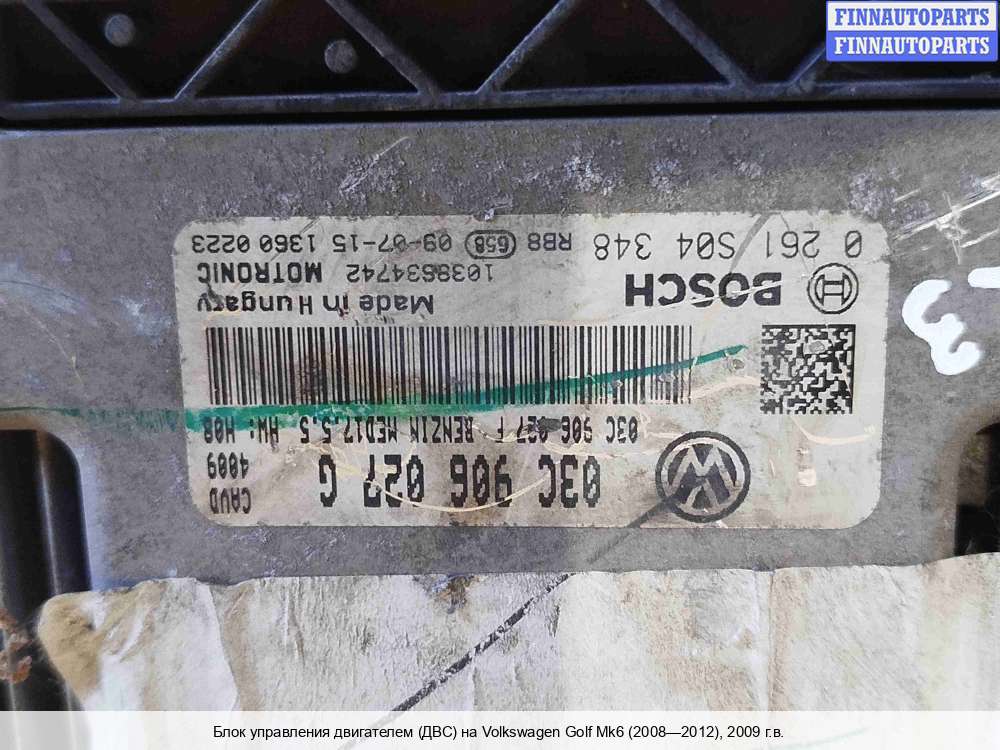 FINNAUTOPARTS
FINNAUTOPARTS
03C 906 027 G
CAVD
4009
03C 906 027 F BENZIN MED17.5.5 HW: H08
BOSCH
Made in Hungary
1039634742 MOTRONIC
0 261 S04 348 RB8 658 09-07-15 1360 0223
3
Блок управления двигателем (ДВС) на Volkswagen Golf Mk6 (2008—2012), 2009 г.в.